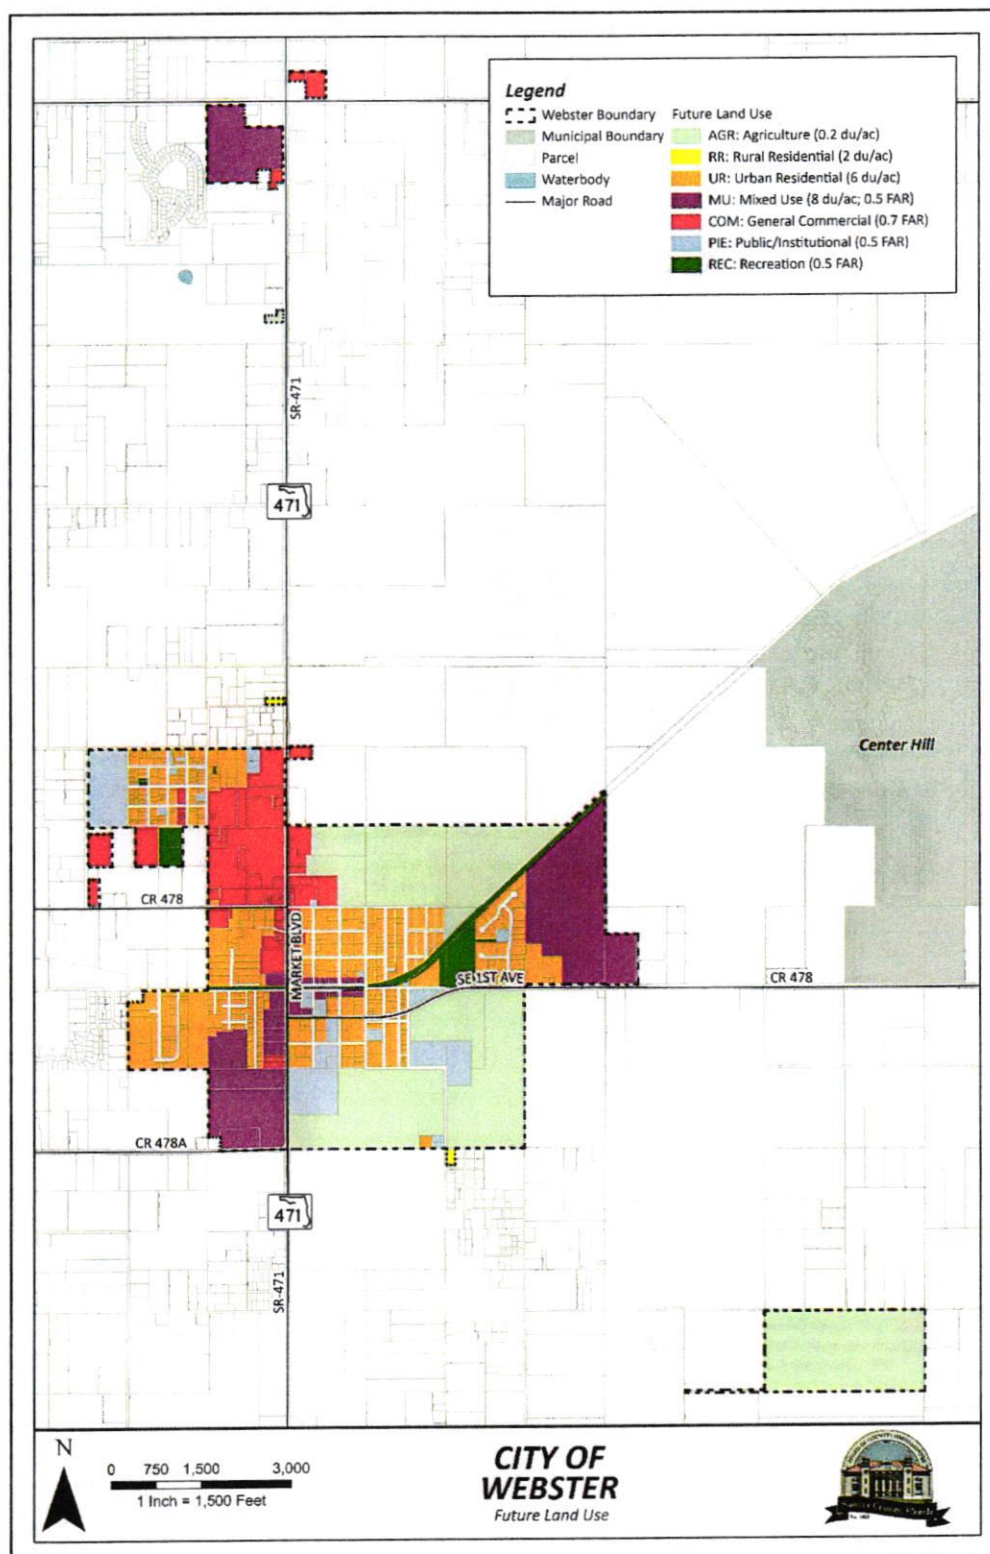 Legend
Webster Boundary
Municipal Boundary
Parcel
Waterbody
Major Road
Future Land Use
AGR: Agriculture (0.2 du/ac)
RR: Rural Residential (2 du/ac)
UR: Urban Residential (6 du/ac)
MU: Mixed Use (8 du/ac; 0.5 FAR)
COM: General Commercial (0.7 FAR)
PIE: Public/Institutional (0.5 FAR)
REC: Recreation (0.5 FAR)
SR-471
471
Center Hill
CR 478
MARKET BLVD
SE 1ST AVE
CR 478
CR 478A
471
SR-471
N
0 750 1,500 3,000
1 Inch = 1,500 Feet
CITY OF
WEBSTER
Future Land Use